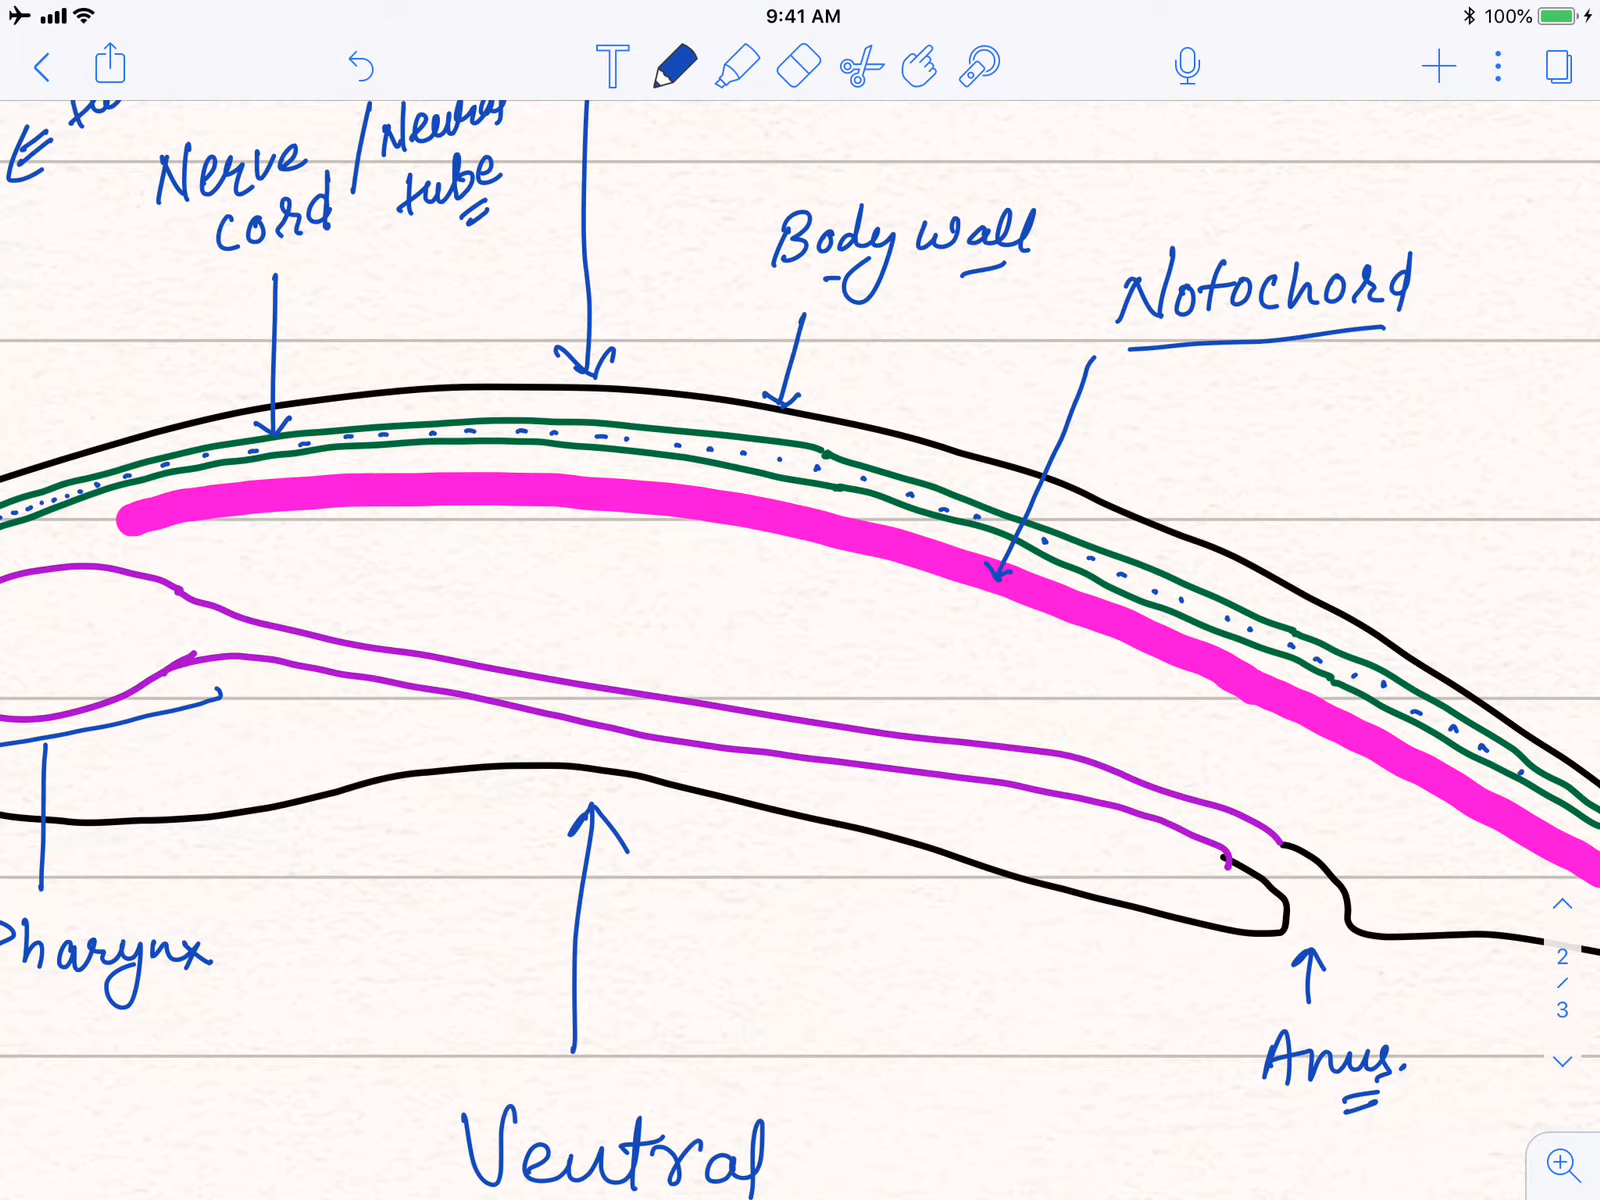 9:41 AM
100%
T
Nerve / Neural
cord tube
Body wall
Notochord
Pharynx
2
/
3
Anus.
Ventral